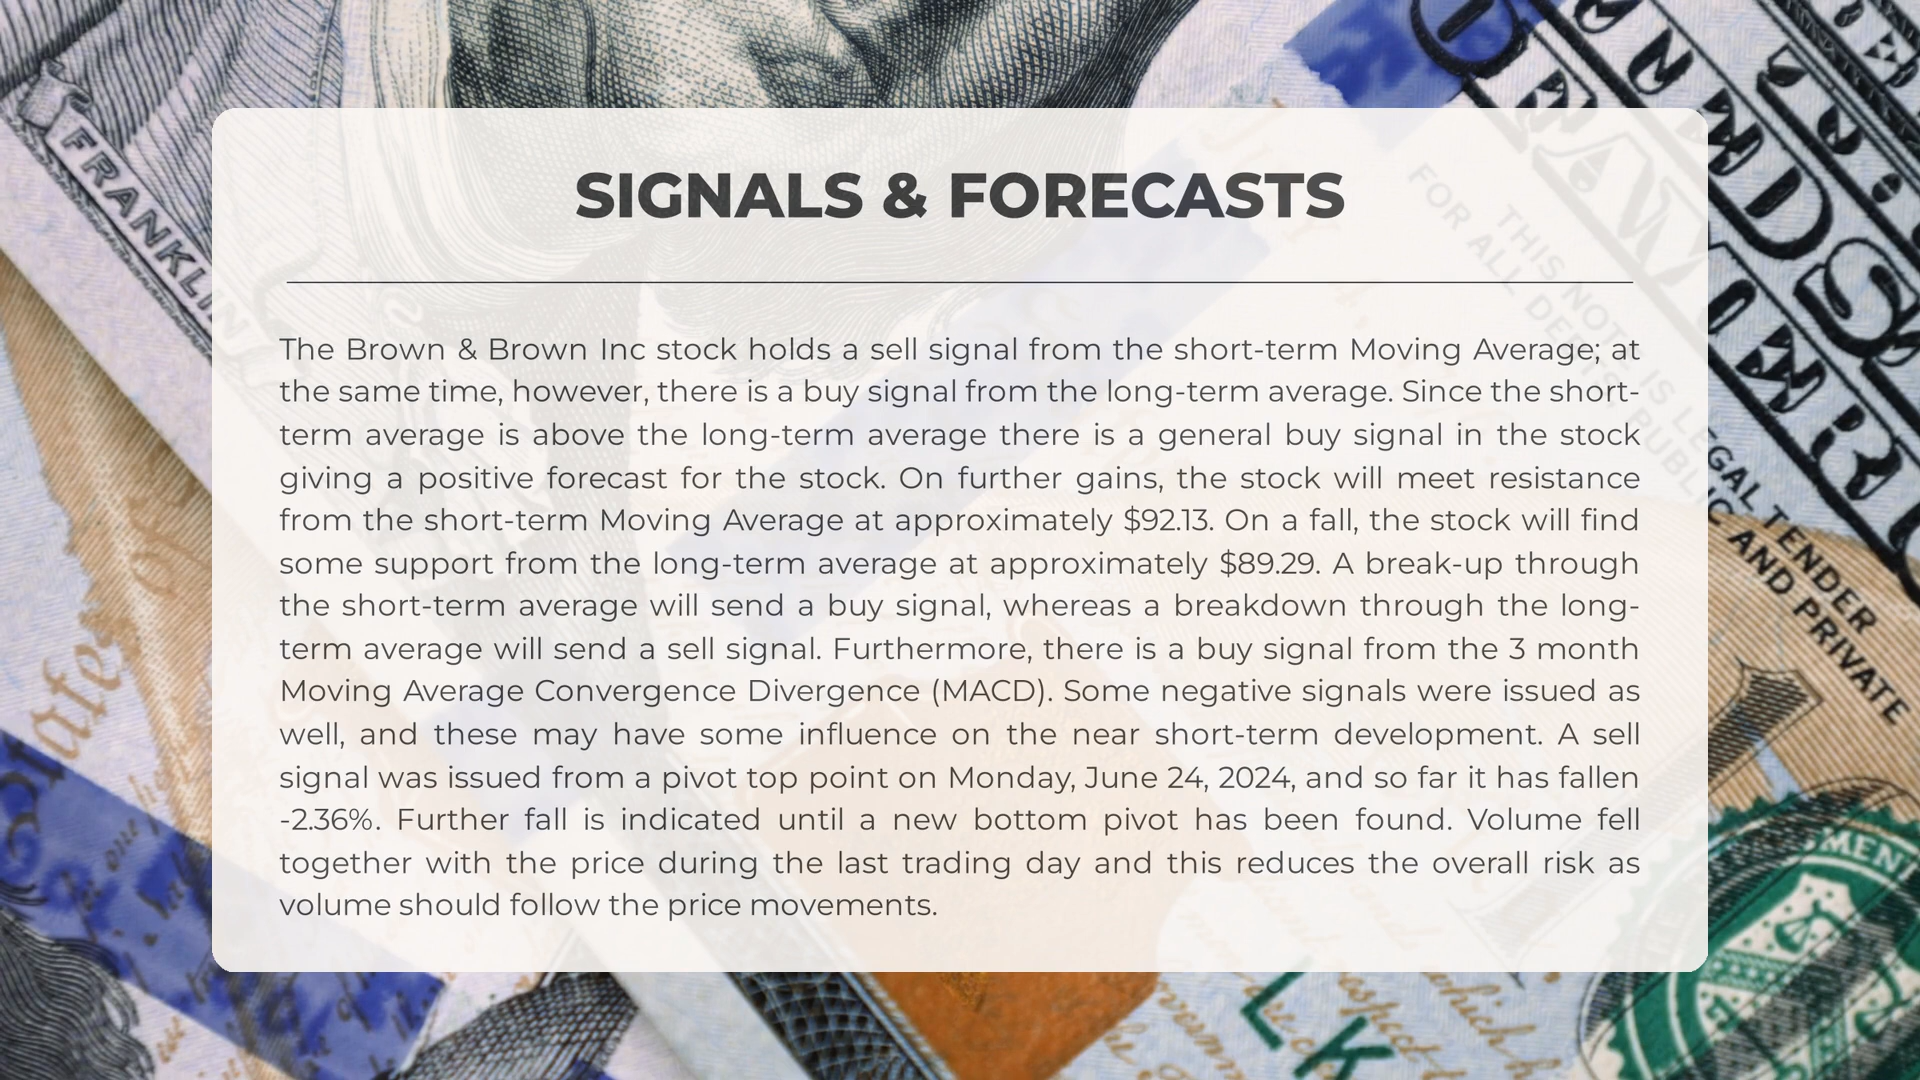 FRANKLIN
SIGNALS & FORECASTS
THIS NOTE IS LEGAL TENDER
FOR ALL DEBTS, PUBLIC AND PRIVATE
The Brown & Brown Inc stock holds a sell signal from the short-term Moving Average; at
the same time, however, there is a buy signal from the long-term average. Since the short-
term average is above the long-term average there is a general buy signal in the stock
giving a positive forecast for the stock. On further gains, the stock will meet resistance
from the short-term Moving Average at approximately $92.13. On a fall, the stock will find
some support from the long-term average at approximately $89.29. A break-up through
the short-term average will send a buy signal, whereas a breakdown through the long-
term average will send a sell signal. Furthermore, there is a buy signal from the 3 month
Moving Average Convergence Divergence (MACD). Some negative signals were issued as
well, and these may have some influence on the near short-term development. A sell
signal was issued from a pivot top point on Monday, June 24, 2024, and so far it has fallen
-2.36%. Further fall is indicated until a new bottom pivot has been found. Volume fell
together with the price during the last trading day and this reduces the overall risk as
volume should follow the price movements.